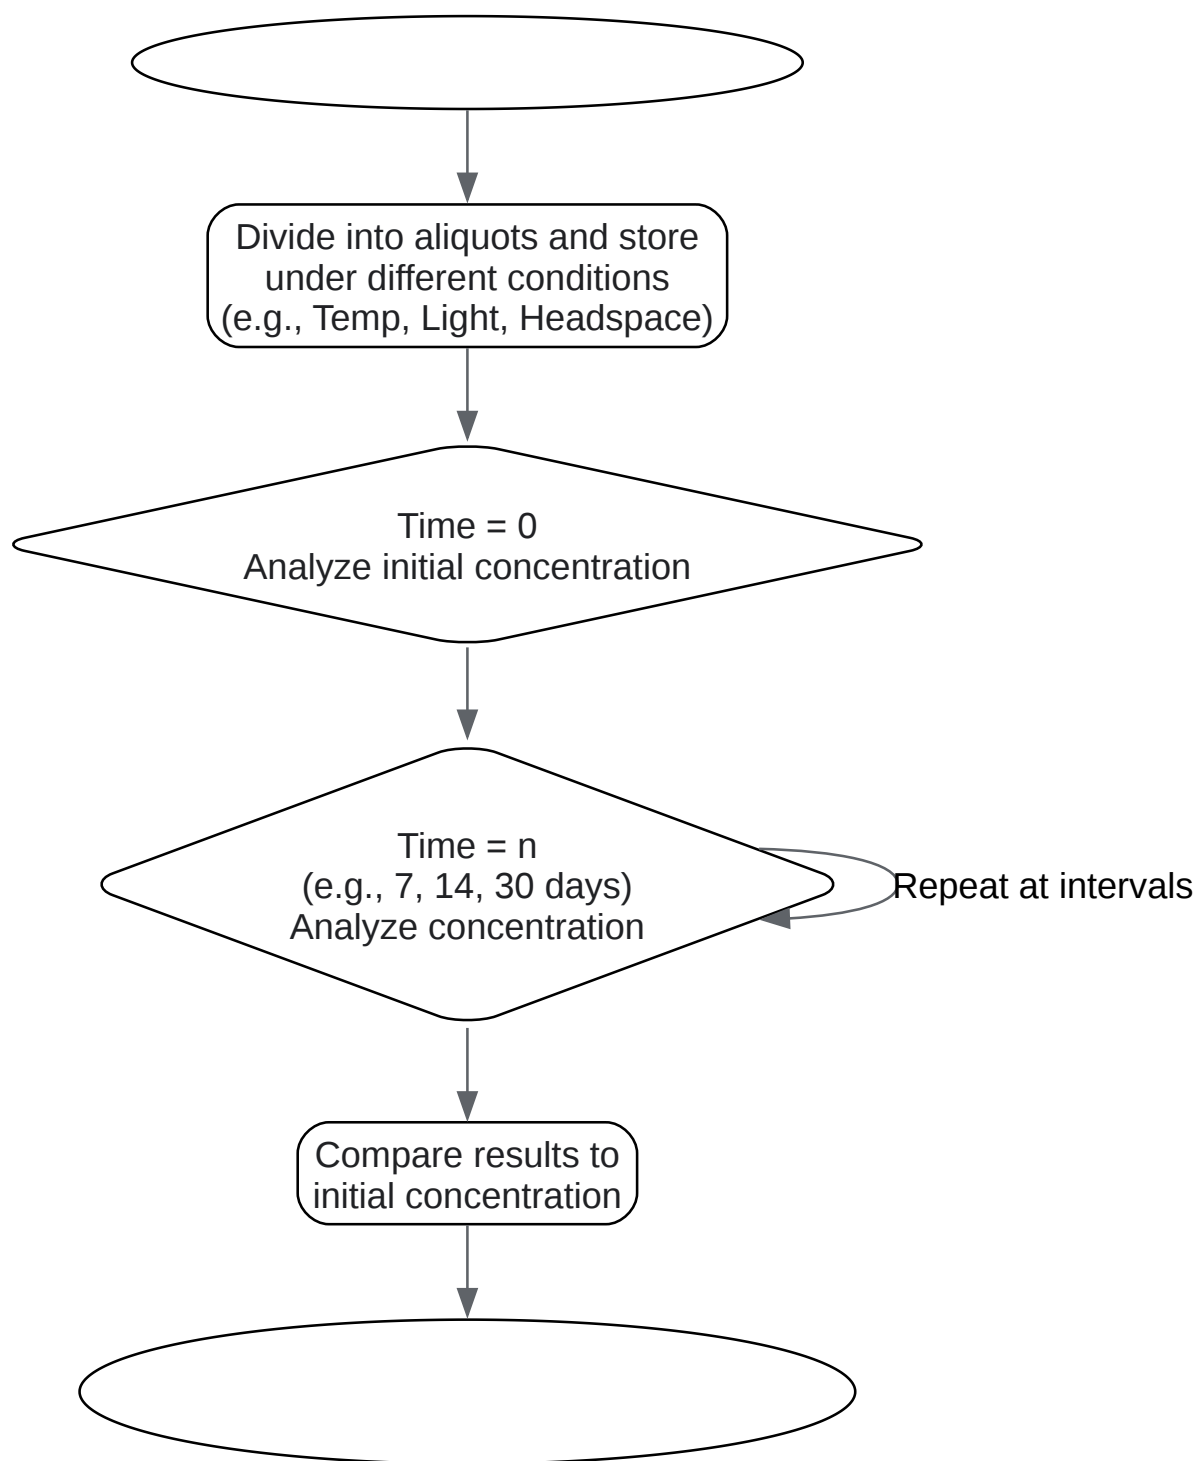 Divide into aliquots and store
under different conditions
(e.g., Temp, Light, Headspace)
Time = 0
Analyze initial concentration
Time = n
(e.g., 7, 14, 30 days)
Analyze concentration
Repeat at intervals
Compare results to
initial concentration